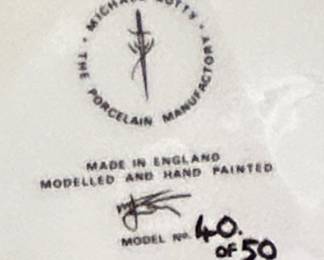 MICHAEL SUTTY
· THE PORCELAIN MANUFACTORY ·
MADE IN ENGLAND
MODELLED AND HAND PAINTED
MODEL No. 40.
OF 50